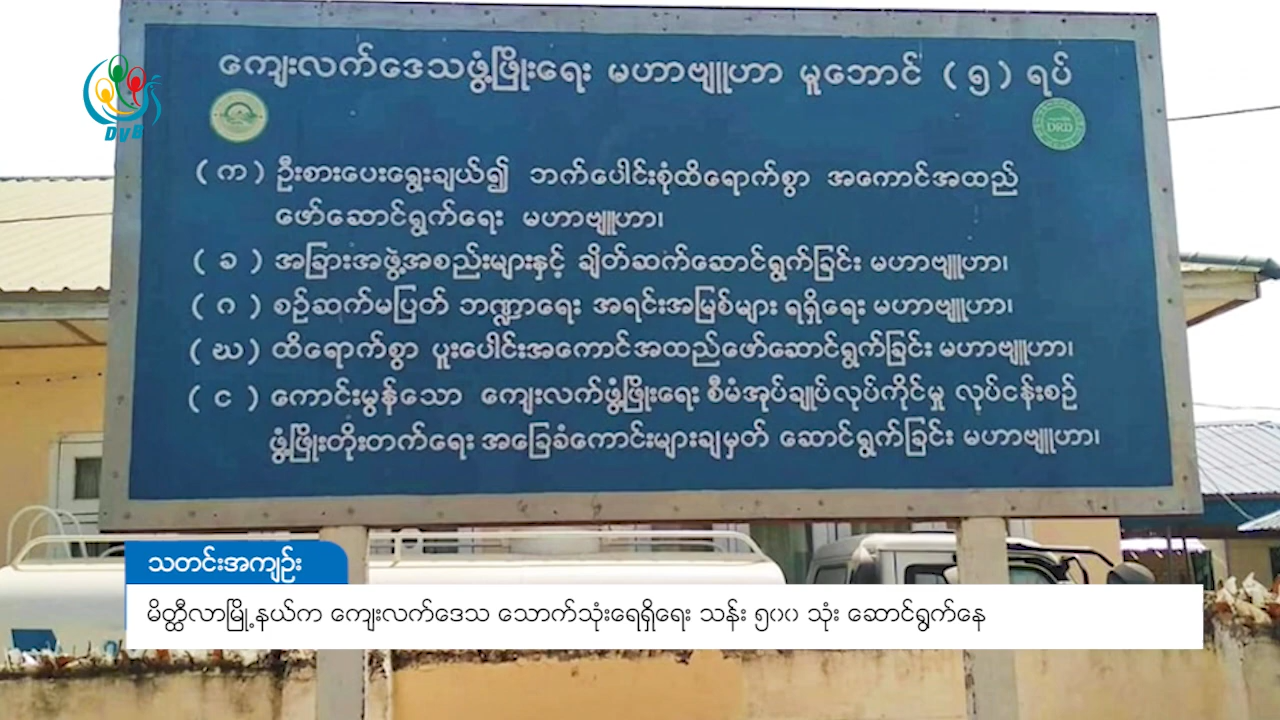 DVB
ကျေးလက်ဒေသဖွံ့ဖြိုးရေး မဟာဗျူဟာ မူဘောင် (၅) ရပ်
DRD
( က ) ဦးစားပေးရွေးချယ်၍ ဘက်ပေါင်းစုံထိရောက်စွာ အကောင်အထည်
ဖော်ဆောင်ရွက်ရေး မဟာဗျူဟာ၊
( ခ ) အခြားအဖွဲ့အစည်းများနှင့် ချိတ်ဆက်ဆောင်ရွက်ခြင်း မဟာဗျူဟာ၊
( ဂ ) စဉ်ဆက်မပြတ် ဘဏ္ဍာရေး အရင်းအမြစ်များ ရရှိရေး မဟာဗျူဟာ၊
( ဃ ) ထိရောက်စွာ ပူးပေါင်းအကောင်အထည်ဖော်ဆောင်ရွက်ခြင်း မဟာဗျူဟာ၊
( င ) ကောင်းမွန်သော ကျေးလက်ဖွံ့ဖြိုးရေး စီမံအုပ်ချုပ်လုပ်ကိုင်မှု လုပ်ငန်းစဉ်
ဖွံ့ဖြိုးတိုးတက်ရေး အခြေခံကောင်းများချမှတ် ဆောင်ရွက်ခြင်း မဟာဗျူဟာ၊
သတင်းအကျဉ်း
မိတ္ထီလာမြို့နယ်က ကျေးလက်ဒေသ သောက်သုံးရေရှိရေး သန်း ၅၀၀ သုံး ဆောင်ရွက်နေ